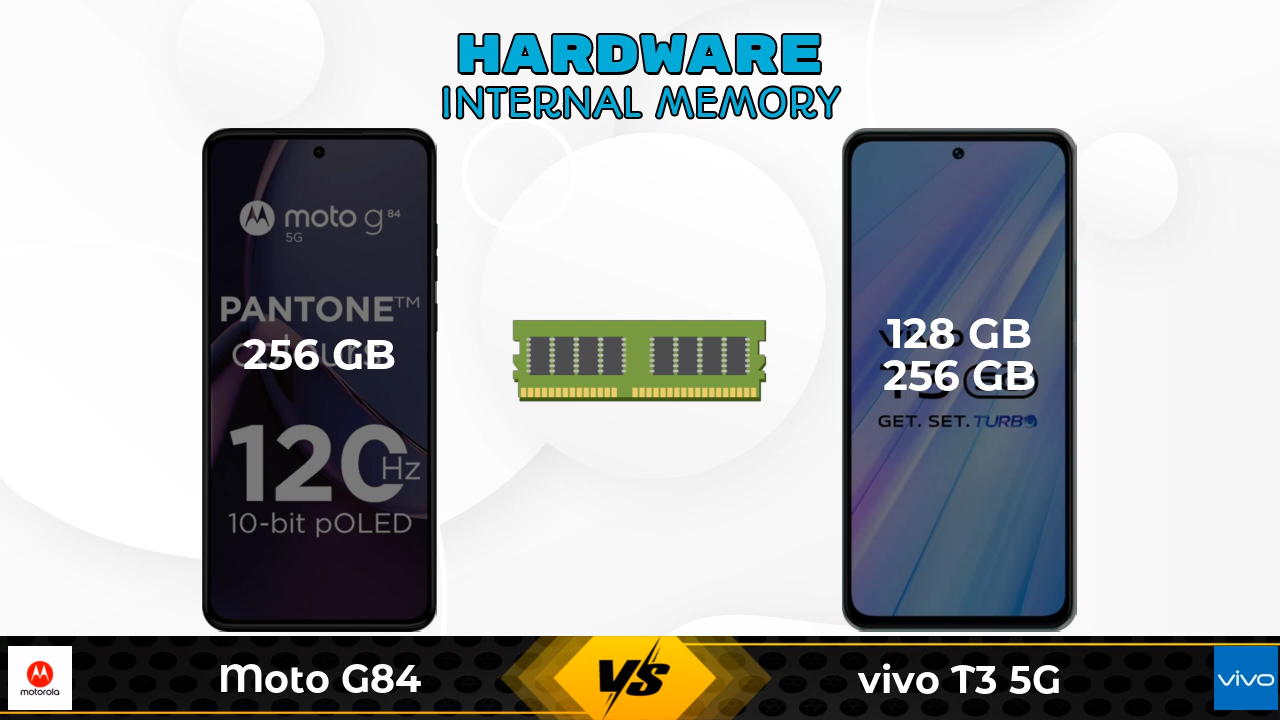 HARDWARE
INTERNAL MEMORY
moto g84
5G
PANTONE™
256 GB
120Hz
10-bit pOLED
128 GB
256 GB
GET. SET. TURBO
motorola
Moto G84
VS
vivo T3 5G
vivo